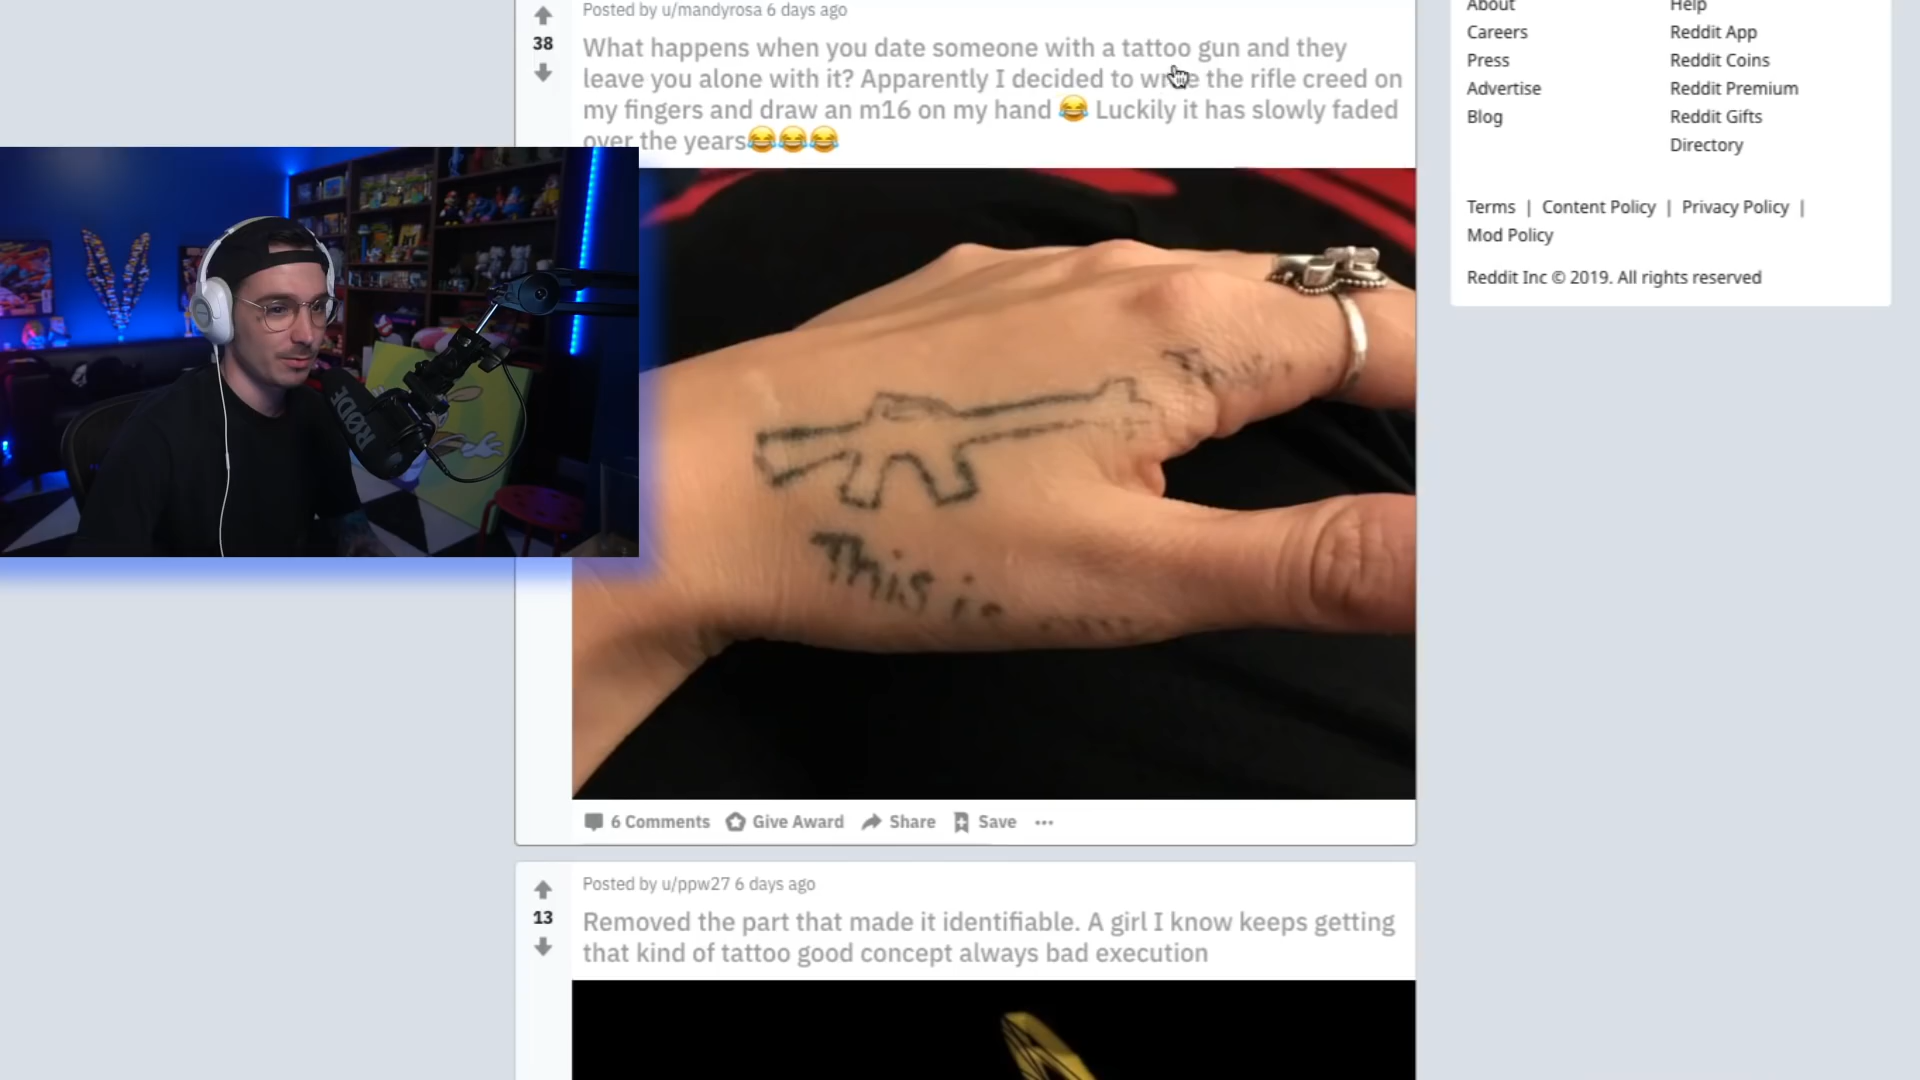 Posted by u/mandyrosa 6 days ago
38
What happens when you date someone with a tattoo gun and they
leave you alone with it? Apparently I decided to the rifle creed on
my fingers and draw an m16 on my hand 😂 Luckily it has slowly faded
over the years😂😂😂
RØDE
This is
6 Comments
Give Award
Share
Save
Posted by u/ppw27 6 days ago
13
Removed the part that made it identifiable. A girl I know keeps getting
that kind of tattoo good concept always bad execution
About
Careers
Press
Advertise
Blog
Help
Reddit App
Reddit Coins
Reddit Premium
Reddit Gifts
Directory
Terms | Content Policy | Privacy Policy |
Mod Policy
Reddit Inc © 2019. All rights reserved